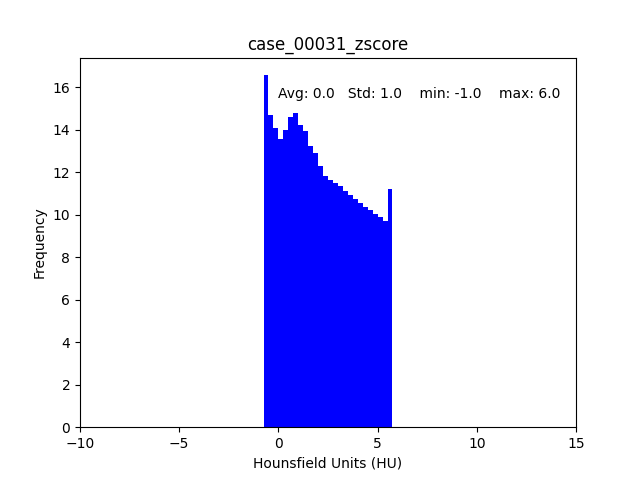 case_00031_zscore
Avg: 0.0 Std: 1.0 min: -1.0 max: 6.0
Frequency
16
14
12
10
8
6
4
2
0
−10 −5 0 5 10 15
Hounsfield Units (HU)